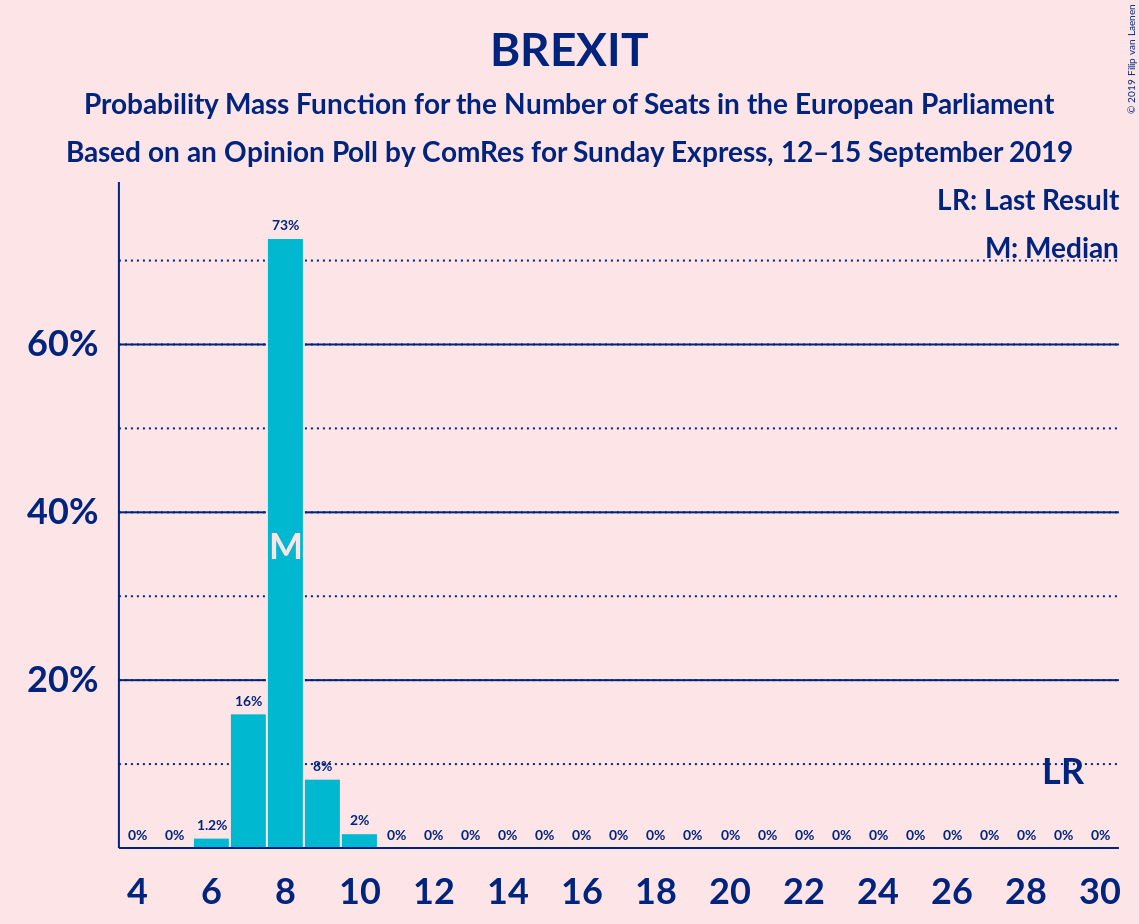 BREXIT
Probability Mass Function for the Number of Seats in the European Parliament
Based on an Opinion Poll by ComRes for Sunday Express, 12–15 September 2019
© 2019 Filip van Laenen
LR: Last Result
M: Median
73%
60%
40%
M
20%
16%
8%
LR
0% 0% 1.2% 2% 0% 0% 0% 0% 0% 0% 0% 0% 0% 0% 0% 0% 0% 0% 0% 0% 0% 0% 0% 0%
4 6 8 10 12 14 16 18 20 22 24 26 28 30